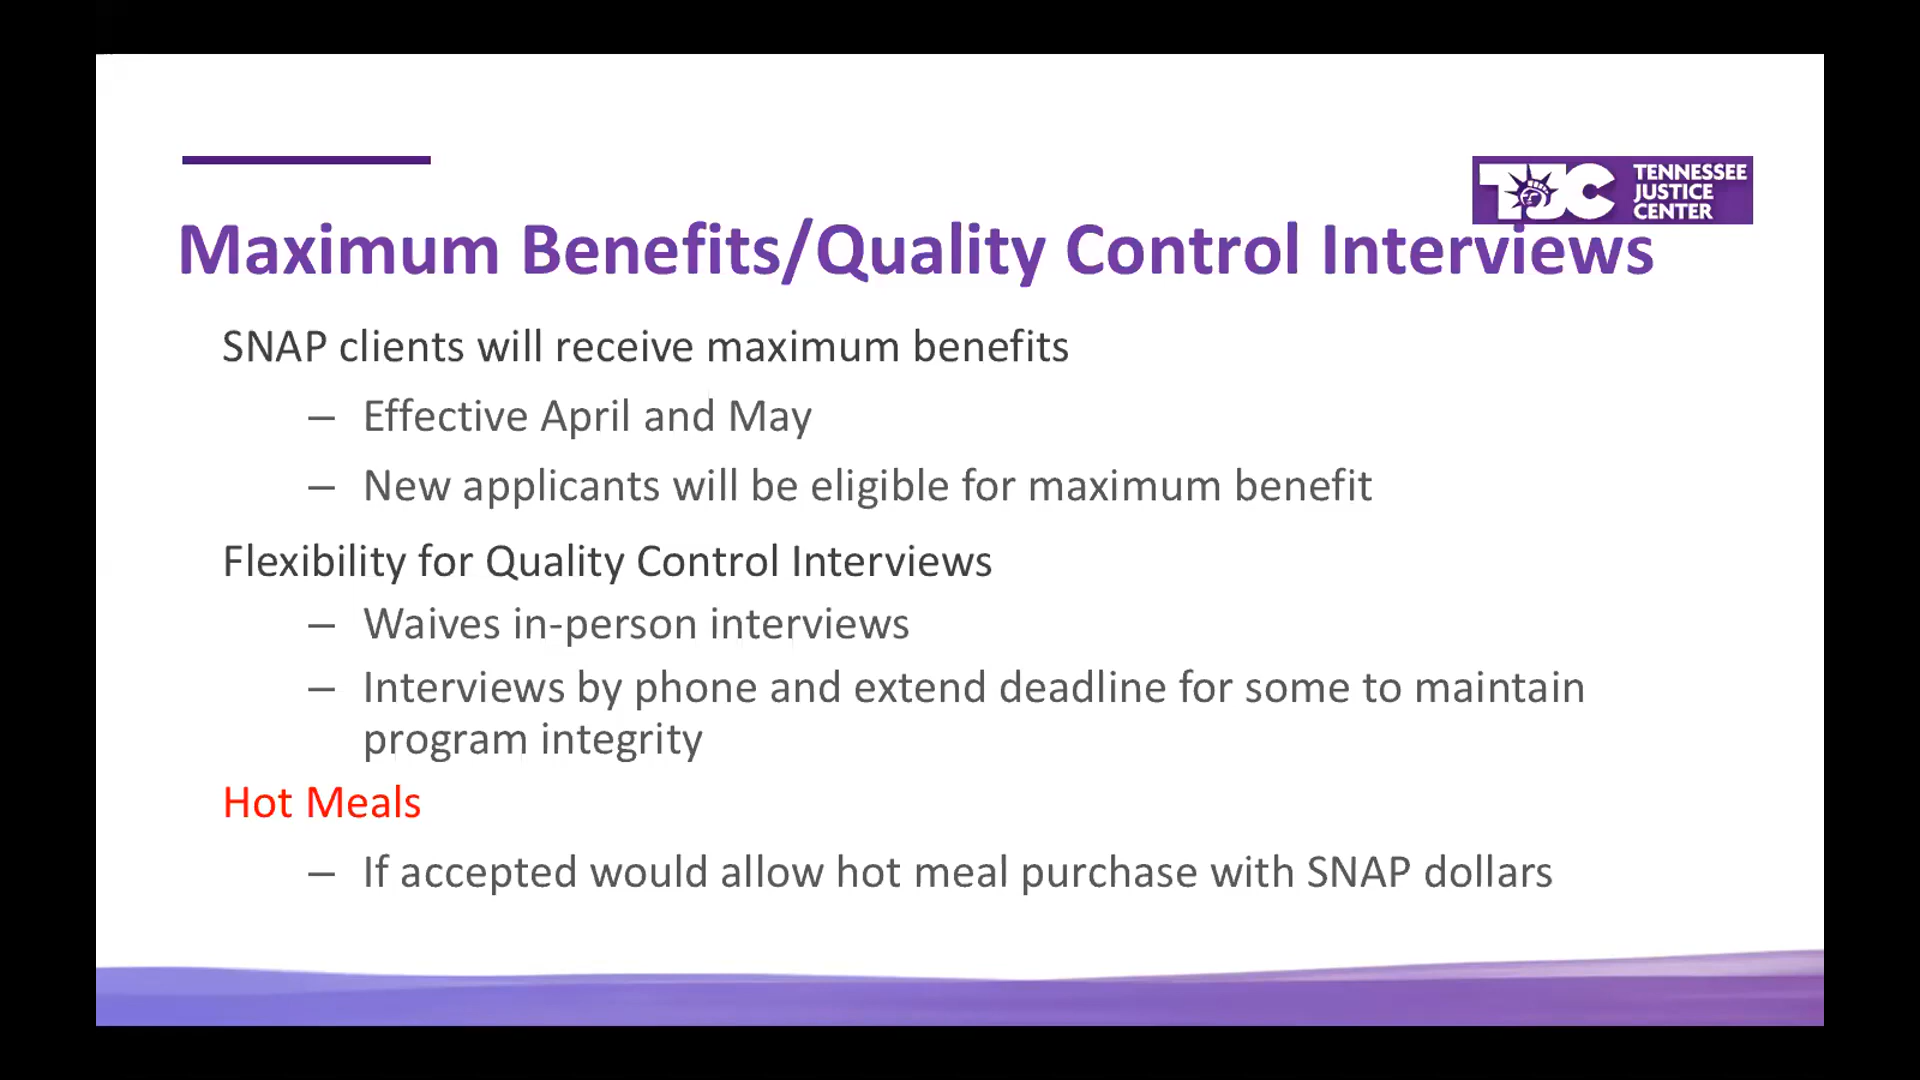 TJC TENNESSEE
JUSTICE
CENTER
Maximum Benefits/Quality Control Interviews
SNAP clients will receive maximum benefits
– Effective April and May
– New applicants will be eligible for maximum benefit
Flexibility for Quality Control Interviews
– Waives in-person interviews
– Interviews by phone and extend deadline for some to maintain
program integrity
Hot Meals
– If accepted would allow hot meal purchase with SNAP dollars